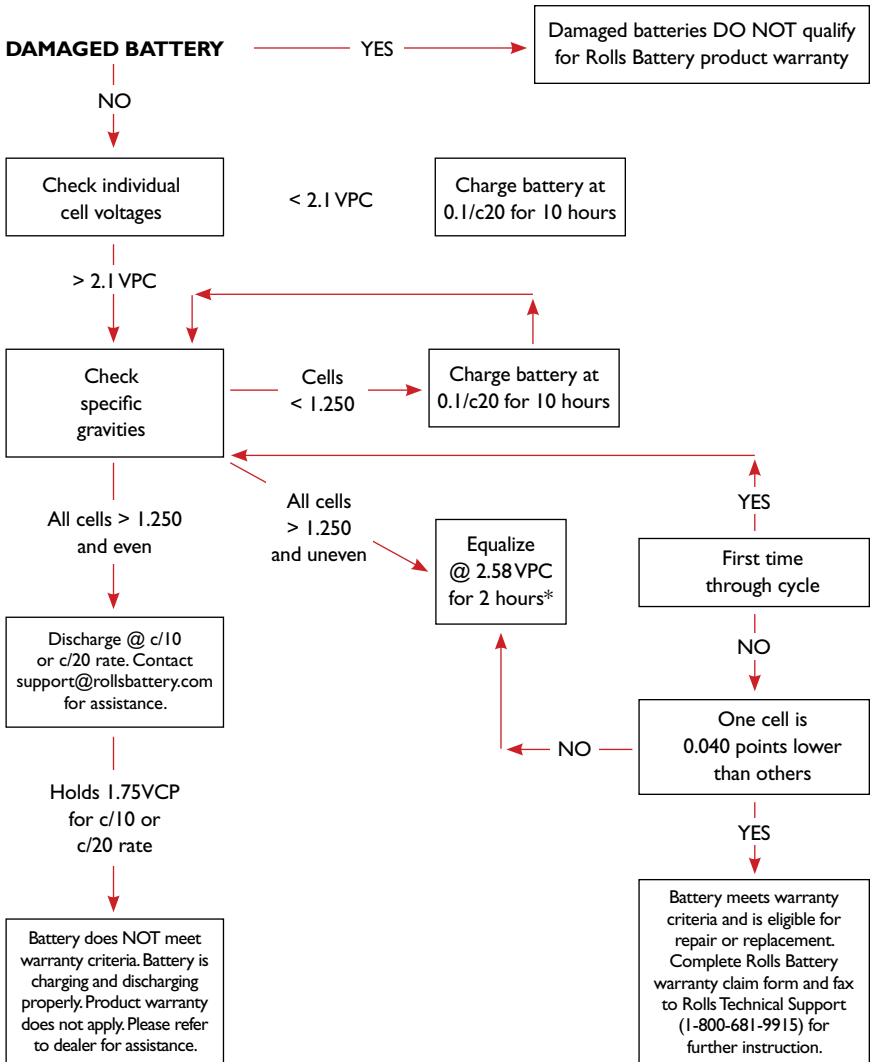 DAMAGED BATTERY
YES
Damaged batteries DO NOT qualify
for Rolls Battery product warranty
NO
Check individual
cell voltages
< 2.1 VPC
Charge battery at
0.1/c20 for 10 hours
> 2.1 VPC
Check
specific
gravities
Cells
< 1.250
Charge battery at
0.1/c20 for 10 hours
All cells > 1.250
and even
All cells
> 1.250
and uneven
Equalize
@ 2.58 VPC
for 2 hours*
YES
First time
through cycle
NO
Discharge @ c/10
or c/20 rate. Contact
support@rollsbattery.com
for assistance.
One cell is
0.040 points lower
than others
NO
Holds 1.75VCP
for c/10 or
c/20 rate
YES
Battery does NOT meet
warranty criteria. Battery is
charging and discharging
properly. Product warranty
does not apply. Please refer
to dealer for assistance.
Battery meets warranty
criteria and is eligible for
repair or replacement.
Complete Rolls Battery
warranty claim form and fax
to Rolls Technical Support
(1-800-681-9915) for
further instruction.